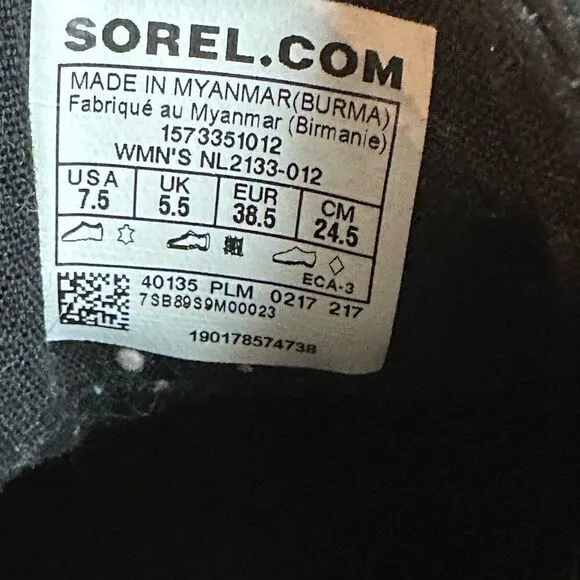 SOREL.COM
MADE IN MYANMAR(BURMA)
Fabriqué au Myanmar (Birmanie)
1573351012
WMN'S NL2133-012
USA UK EUR CM
7.5 5.5 38.5 24.5
ECA-3
40135 PLM 0217 217
7SB89S9M00023
190178574738